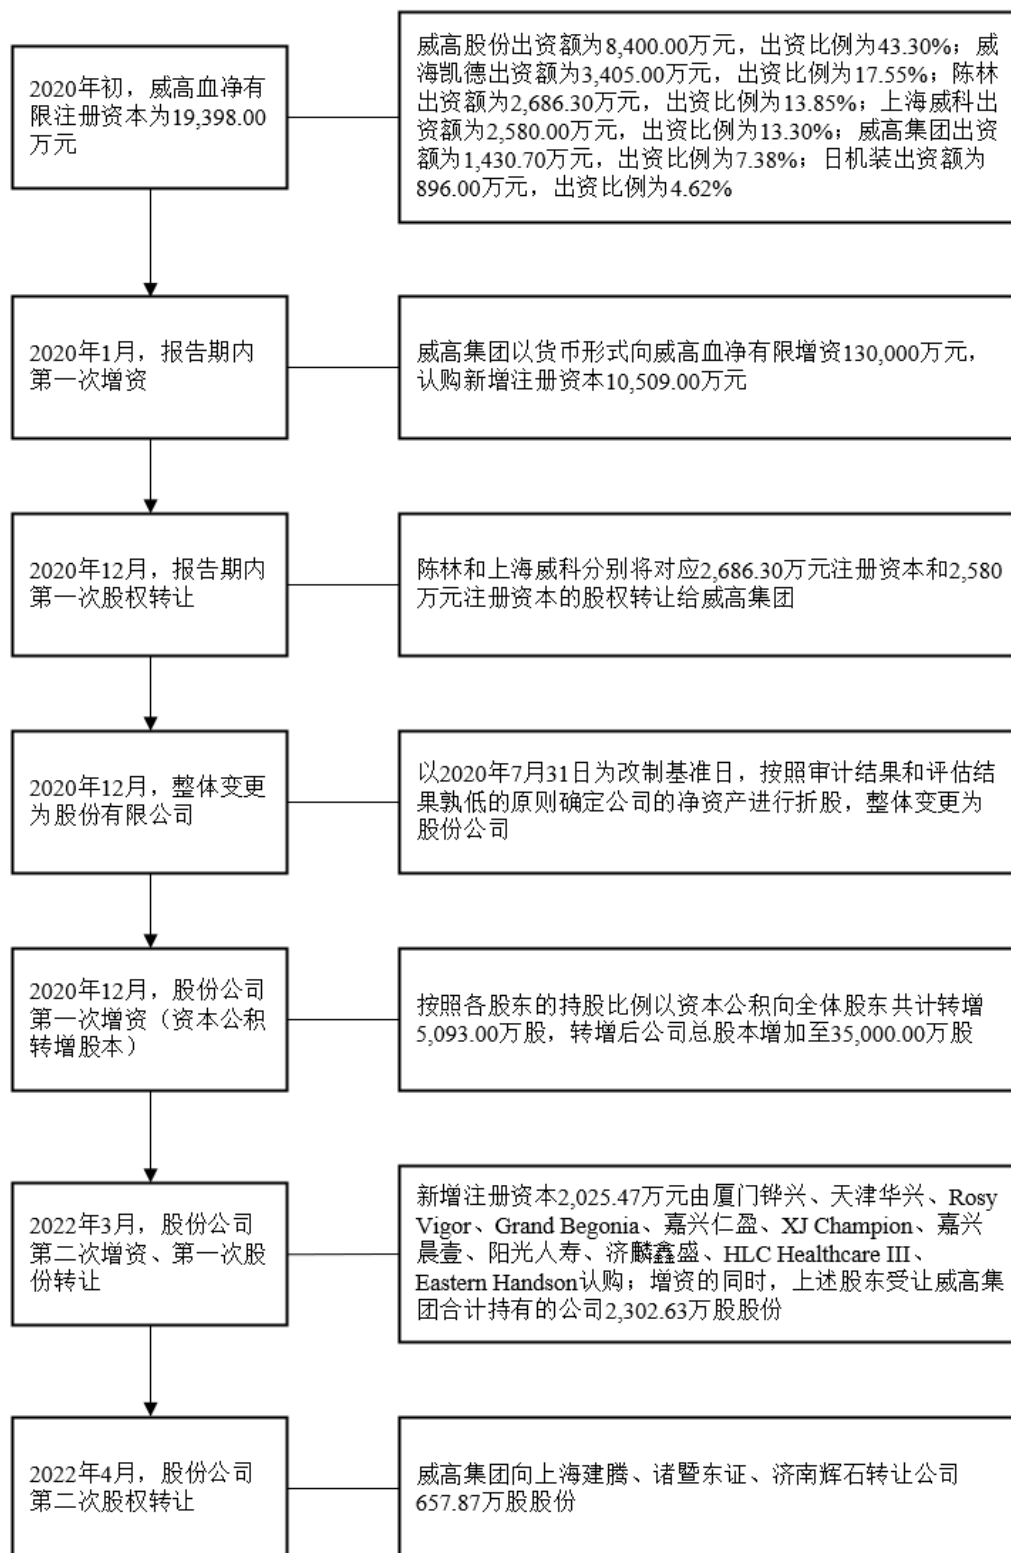 2020年初，威高血净有
限注册资本为19,398.00
万元
威高股份出资额为8,400.00万元，出资比例为43.30%；威
海凯德出资额为3,405.00万元，出资比例为17.55%；陈林
出资额为2,686.30万元，出资比例为13.85%；上海威科出
资额为2,580.00万元，出资比例为13.30%；威高集团出资
额为1,430.70万元，出资比例为7.38%；日机装出资额为
896.00万元，出资比例为4.62%
2020年1月，报告期内
第一次增资
威高集团以货币形式向威高血净有限增资130,000万元，
认购新增注册资本10,509.00万元
2020年12月，报告期内
第一次股权转让
陈林和上海威科分别将对应2,686.30万元注册资本和2,580
万元注册资本的股权转让给威高集团
2020年12月，整体变更
为股份有限公司
以2020年7月31日为改制基准日，按照审计结果和评估结
果孰低的原则确定公司的净资产进行折股，整体变更为
股份公司
2020年12月，股份公司
第一次增资（资本公积
转增股本）
按照各股东的持股比例以资本公积向全体股东共计转增
5,093.00万股，转增后公司总股本增加至35,000.00万股
2022年3月，股份公司
第二次增资、第一次股
份转让
新增注册资本2,025.47万元由厦门铧兴、天津华兴、Rosy
Vigor、Grand Begonia、嘉兴仁盈、XJ Champion、嘉兴
晨壹、阳光人寿、济麟鑫盛、HLC Healthcare III、
Eastern Handson认购；增资的同时，上述股东受让威高集
团合计持有的公司2,302.63万股股份
2022年4月，股份公司
第二次股权转让
威高集团向上海建腾、诸暨东证、济南辉石转让公司
657.87万股股份